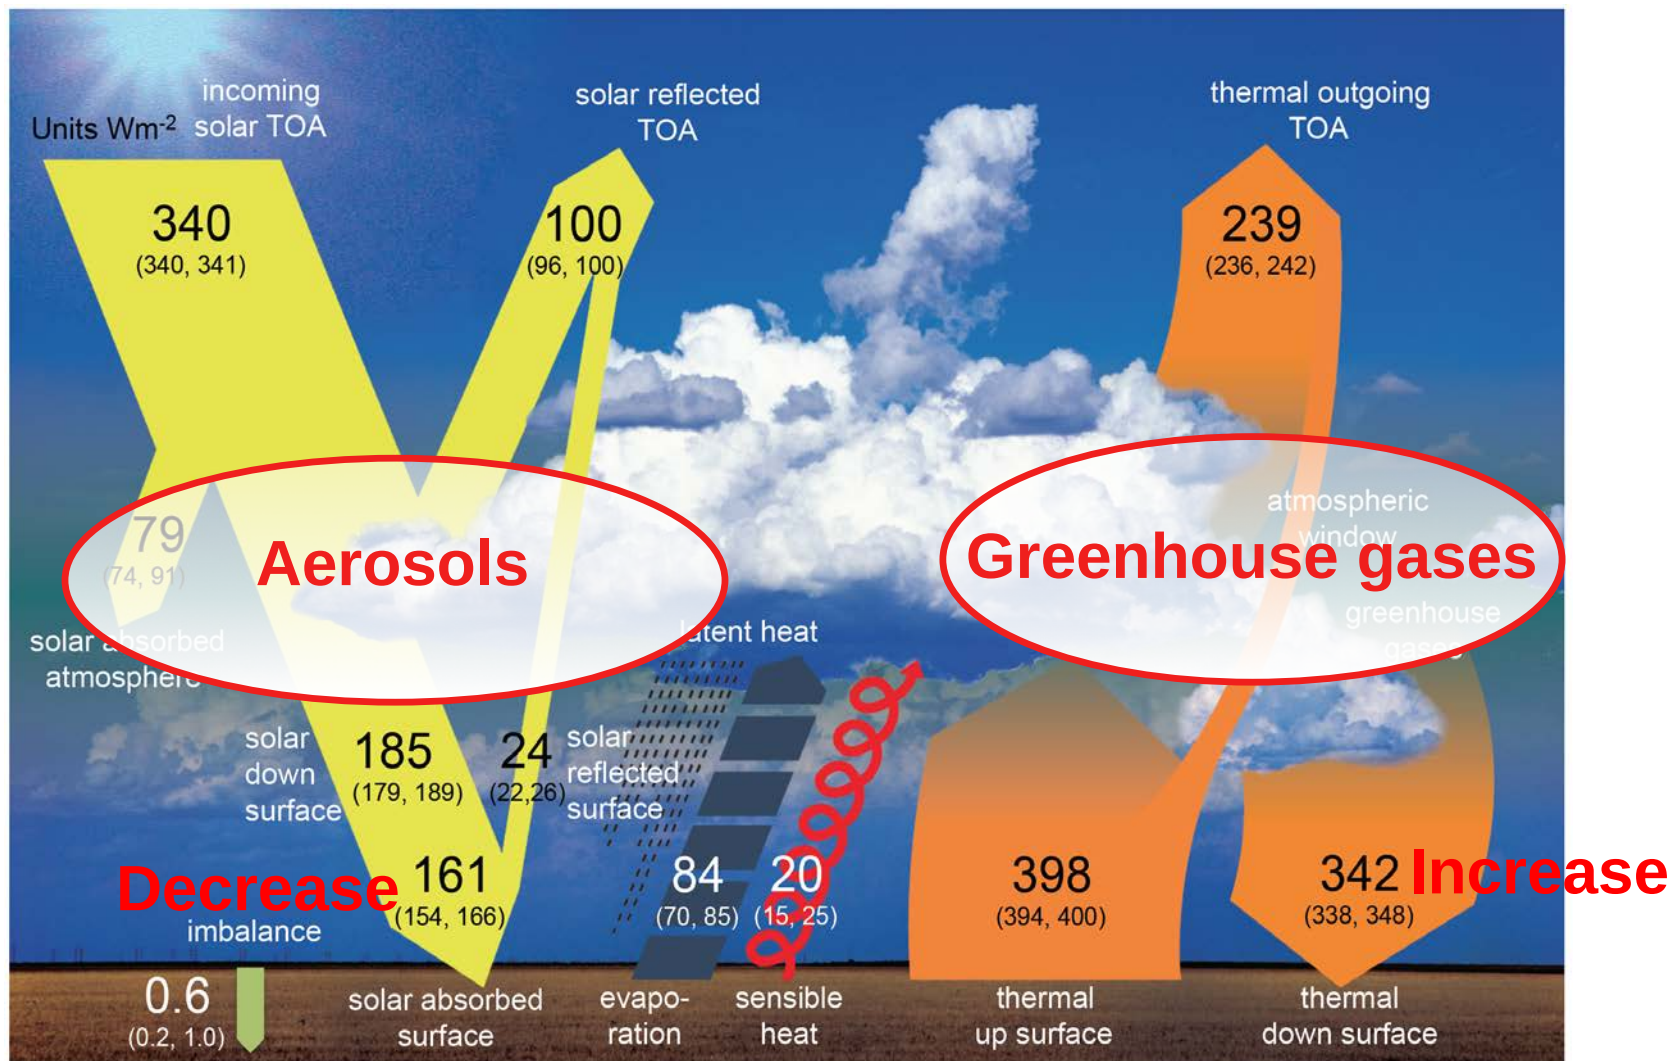 incoming
solar TOA
Units Wm-2
solar reflected
TOA
thermal outgoing
TOA
340
(340, 341)
100
(96, 100)
239
(236, 242)
79
(74, 91)
Aerosols
atmospheric
window
Greenhouse gases
greenhouse
gases
solar absorbed
atmosphere
latent heat
solar
down
surface
185
(179, 189)
24
(22,26)
solar
reflected
surface
Decrease
161
(154, 166)
84
(70, 85)
20
(15, 25)
398
(394, 400)
342
(338, 348)
Increase
imbalance
0.6
(0.2, 1.0)
solar absorbed
surface
evapo-
ration
sensible
heat
thermal
up surface
thermal
down surface